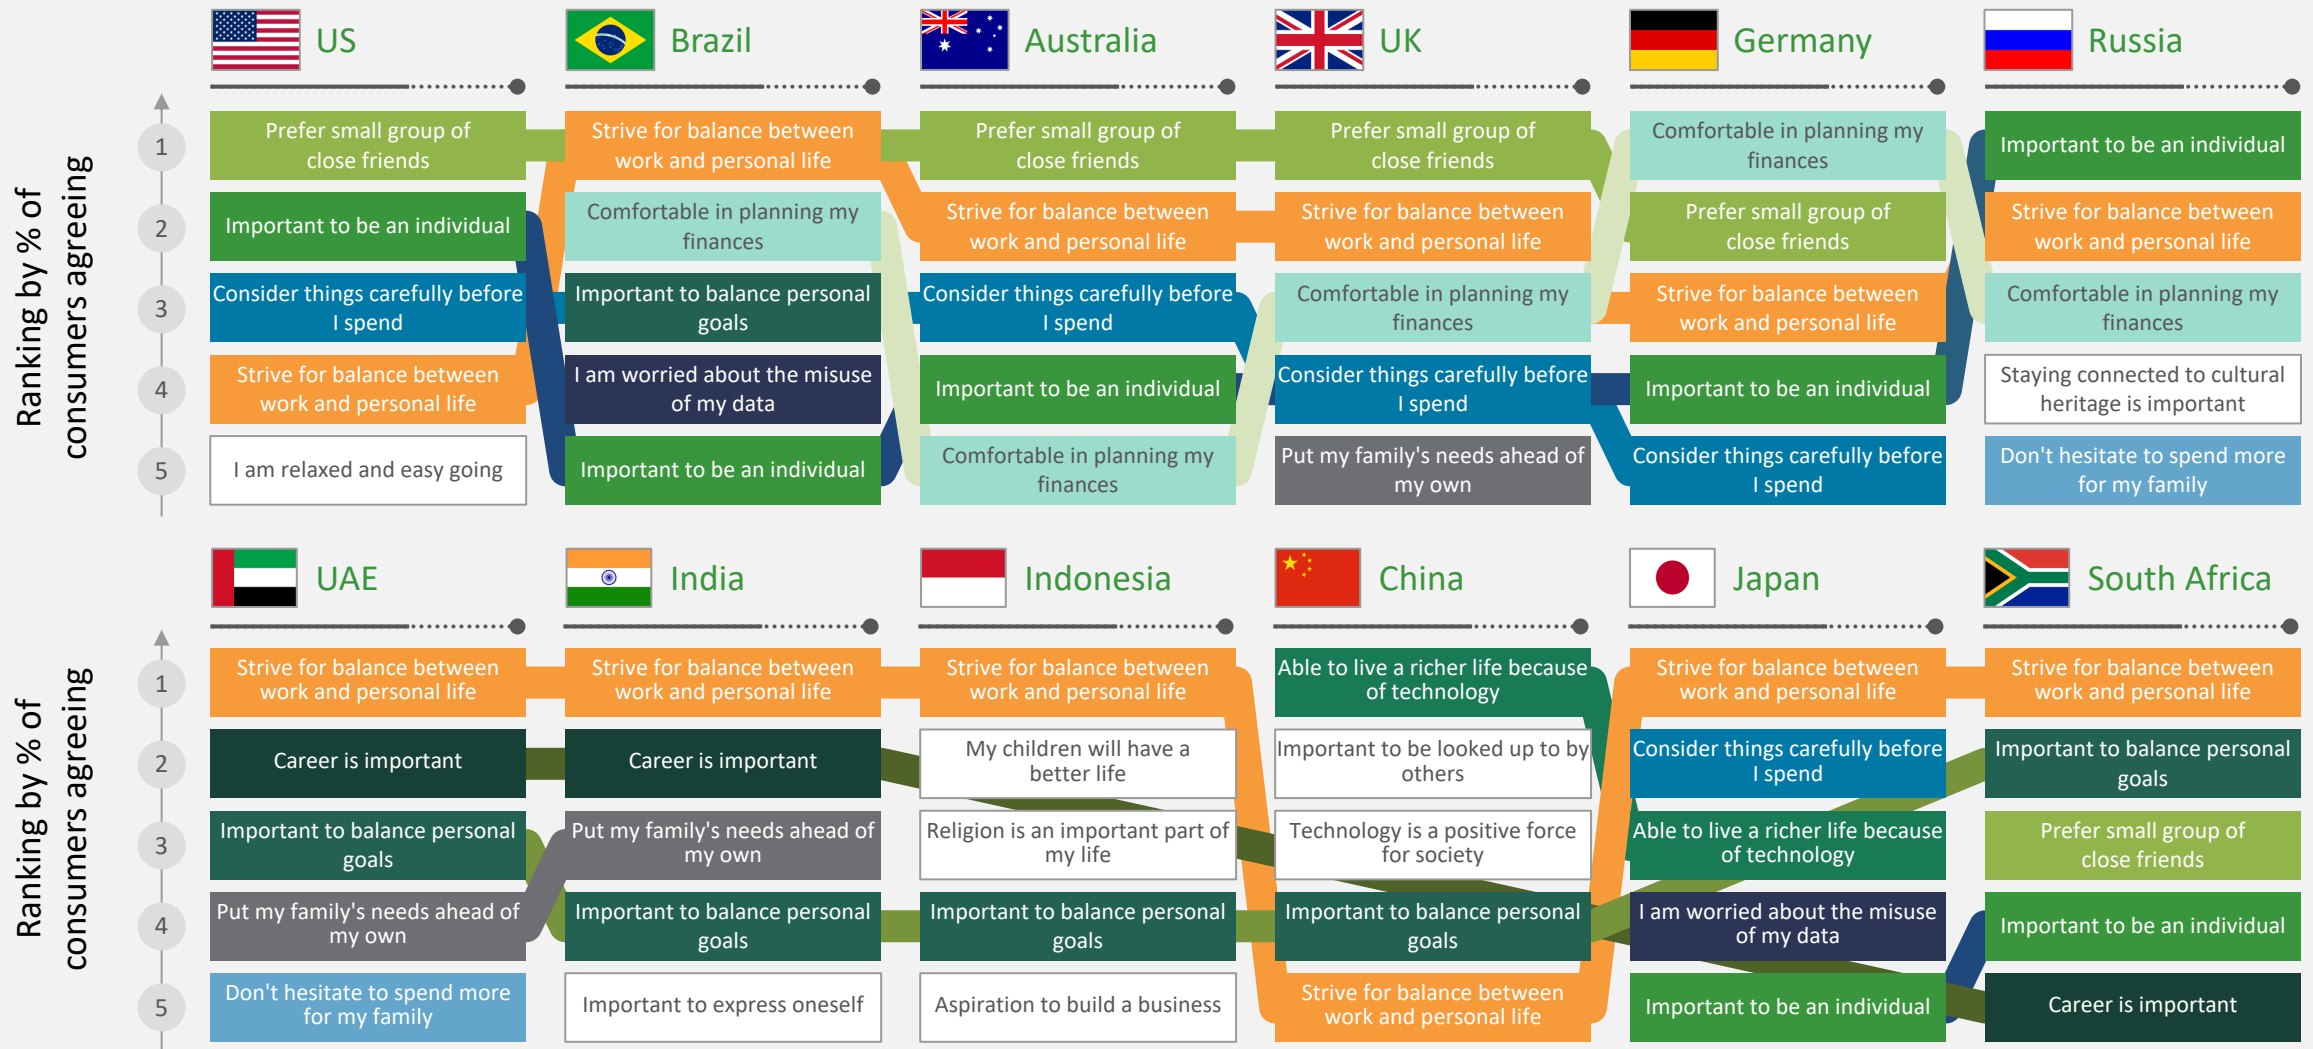 US
Brazil
Australia
UK
Germany
Russia
Ranking by % of
consumers agreeing
1
2
3
4
5
Prefer small group of
close friends
Important to be an individual
Consider things carefully before
I spend
Strive for balance between
work and personal life
I am relaxed and easy going
Strive for balance between
work and personal life
Comfortable in planning my
finances
Important to balance personal
goals
I am worried about the misuse
of my data
Important to be an individual
Prefer small group of
close friends
Strive for balance between
work and personal life
Consider things carefully before
I spend
Important to be an individual
Comfortable in planning my
finances
Prefer small group of
close friends
Strive for balance between
work and personal life
Comfortable in planning my
finances
Consider things carefully before
I spend
Put my family's needs ahead of
my own
Comfortable in planning my
finances
Prefer small group of
close friends
Strive for balance between
work and personal life
Important to be an individual
Consider things carefully before
I spend
Important to be an individual
Strive for balance between
work and personal life
Comfortable in planning my
finances
Staying connected to cultural
heritage is important
Don't hesitate to spend more
for my family
UAE
India
Indonesia
China
Japan
South Africa
Ranking by % of
consumers agreeing
1
2
3
4
5
Strive for balance between
work and personal life
Career is important
Important to balance personal
goals
Put my family's needs ahead of
my own
Don't hesitate to spend more
for my family
Strive for balance between
work and personal life
Career is important
Put my family's needs ahead of
my own
Important to balance personal
goals
Important to express oneself
Strive for balance between
work and personal life
My children will have a
better life
Religion is an important part of
my life
Important to balance personal
goals
Aspiration to build a business
Able to live a richer life because
of technology
Important to be looked up to by
others
Technology is a positive force
for society
Important to balance personal
goals
Strive for balance between
work and personal life
Strive for balance between
work and personal life
Consider things carefully before
I spend
Able to live a richer life because
of technology
I am worried about the misuse
of my data
Important to be an individual
Strive for balance between
work and personal life
Important to balance personal
goals
Prefer small group of
close friends
Important to be an individual
Career is important